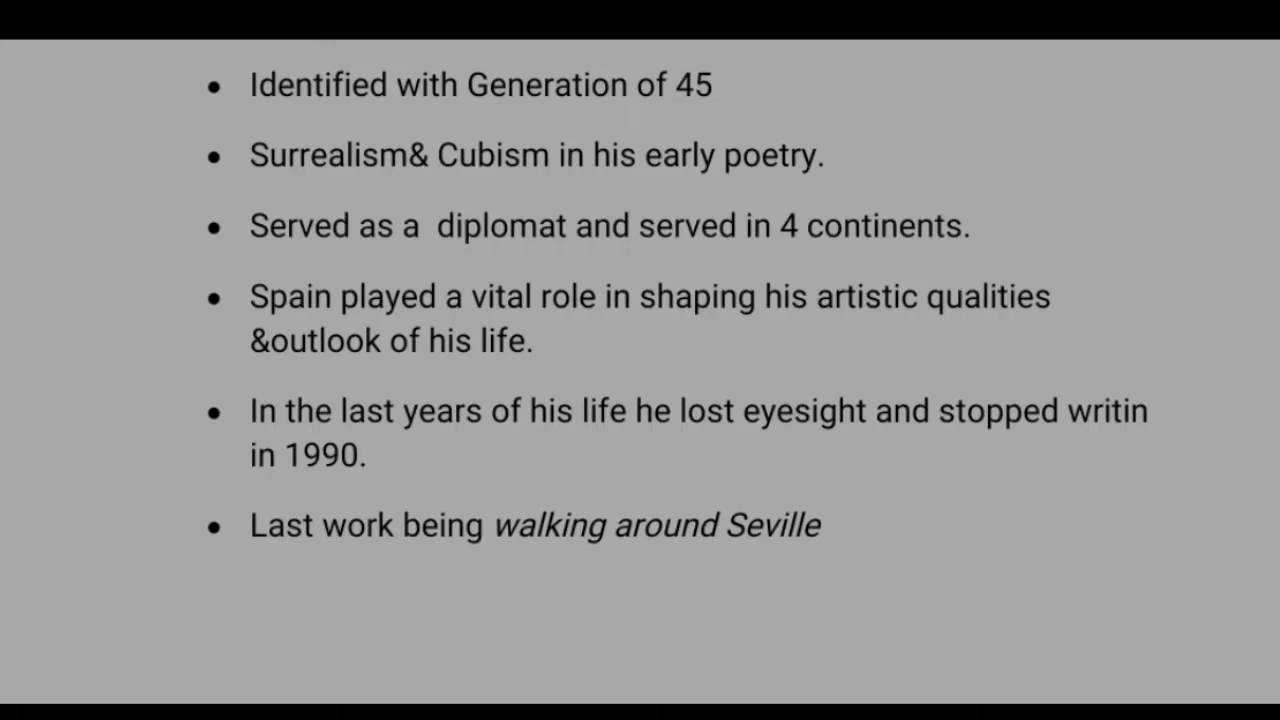 • Identified with Generation of 45
• Surrealism& Cubism in his early poetry.
• Served as a  diplomat and served in 4 continents.
• Spain played a vital role in shaping his artistic qualities
&outlook of his life.
• In the last years of his life he lost eyesight and stopped writin
in 1990.
• Last work being walking around Seville